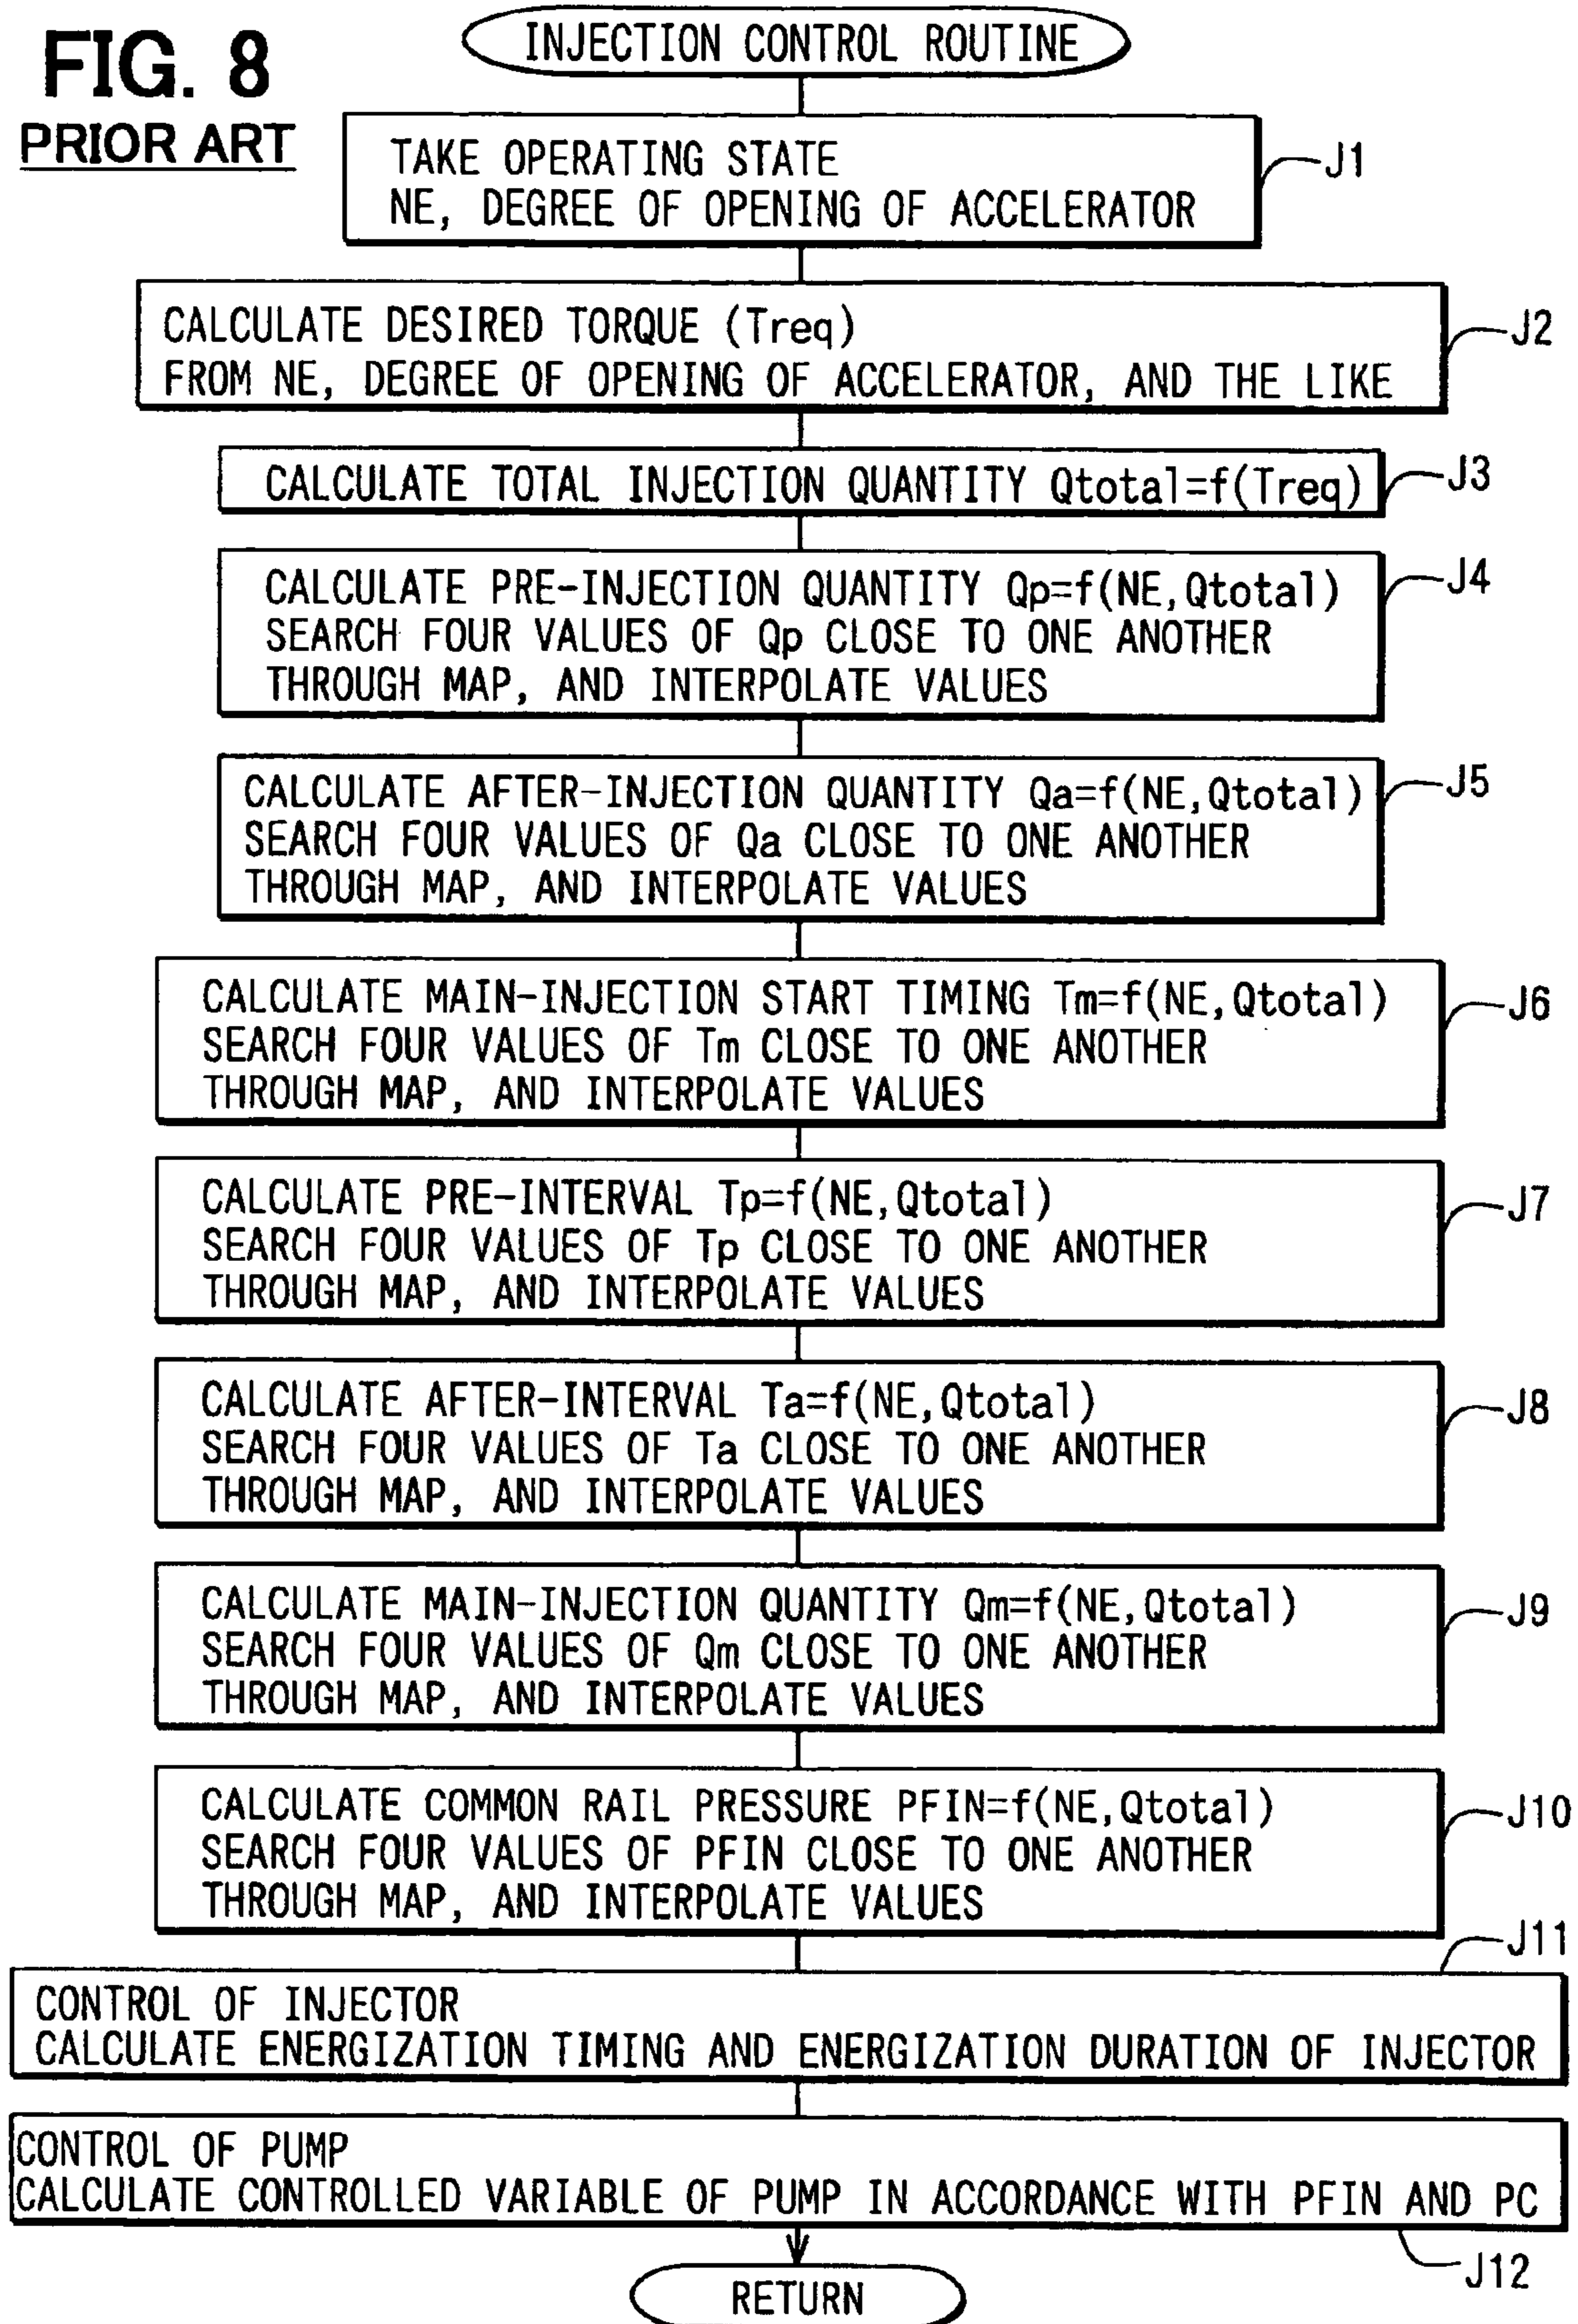 FIG. 8
PRIOR ART
INJECTION CONTROL ROUTINE
TAKE OPERATING STATE
NE, DEGREE OF OPENING OF ACCELERATOR
J1
CALCULATE DESIRED TORQUE (Treq)
FROM NE, DEGREE OF OPENING OF ACCELERATOR, AND THE LIKE
J2
CALCULATE TOTAL INJECTION QUANTITY Qtotal=f(Treq)
J3
CALCULATE PRE-INJECTION QUANTITY Qp=f(NE,Qtotal)
SEARCH FOUR VALUES OF Qp CLOSE TO ONE ANOTHER
THROUGH MAP, AND INTERPOLATE VALUES
J4
CALCULATE AFTER-INJECTION QUANTITY Qa=f(NE,Qtotal)
SEARCH FOUR VALUES OF Qa CLOSE TO ONE ANOTHER
THROUGH MAP, AND INTERPOLATE VALUES
J5
CALCULATE MAIN-INJECTION START TIMING Tm=f(NE,Qtotal)
SEARCH FOUR VALUES OF Tm CLOSE TO ONE ANOTHER
THROUGH MAP, AND INTERPOLATE VALUES
J6
CALCULATE PRE-INTERVAL Tp=f(NE,Qtotal)
SEARCH FOUR VALUES OF Tp CLOSE TO ONE ANOTHER
THROUGH MAP, AND INTERPOLATE VALUES
J7
CALCULATE AFTER-INTERVAL Ta=f(NE,Qtotal)
SEARCH FOUR VALUES OF Ta CLOSE TO ONE ANOTHER
THROUGH MAP, AND INTERPOLATE VALUES
J8
CALCULATE MAIN-INJECTION QUANTITY Qm=f(NE,Qtotal)
SEARCH FOUR VALUES OF Qm CLOSE TO ONE ANOTHER
THROUGH MAP, AND INTERPOLATE VALUES
J9
CALCULATE COMMON RAIL PRESSURE PFIN=f(NE,Qtotal)
SEARCH FOUR VALUES OF PFIN CLOSE TO ONE ANOTHER
THROUGH MAP, AND INTERPOLATE VALUES
J10
J11
CONTROL OF INJECTOR
CALCULATE ENERGIZATION TIMING AND ENERGIZATION DURATION OF INJECTOR
CONTROL OF PUMP
CALCULATE CONTROLLED VARIABLE OF PUMP IN ACCORDANCE WITH PFIN AND PC
J12
RETURN